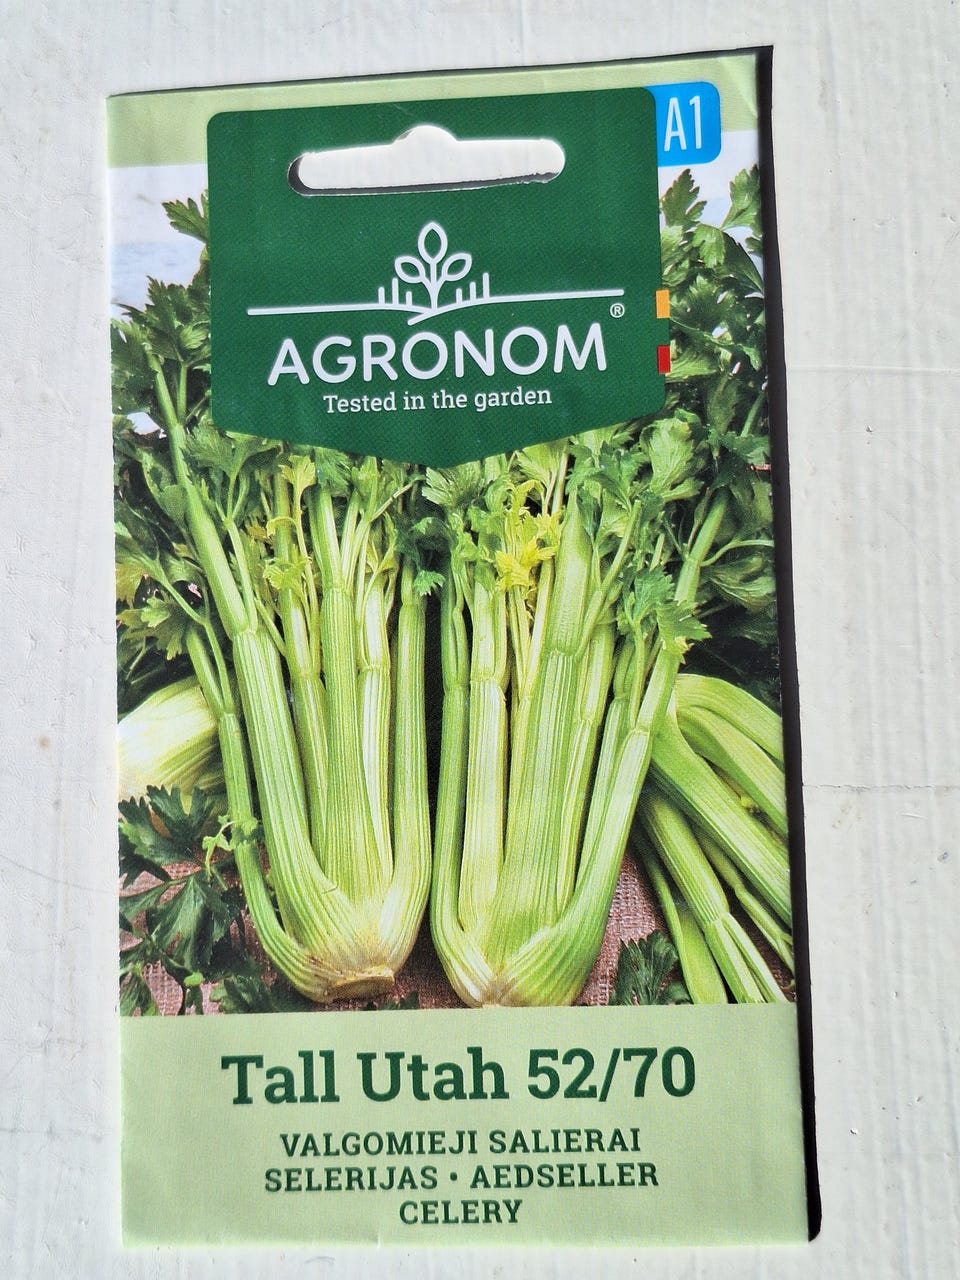 A1
AGRONOM®
Tested in the garden
Tall Utah 52/70
VALGOMIEJI SALIERAI
SELERIJAS • AEDSELLER
CELERY